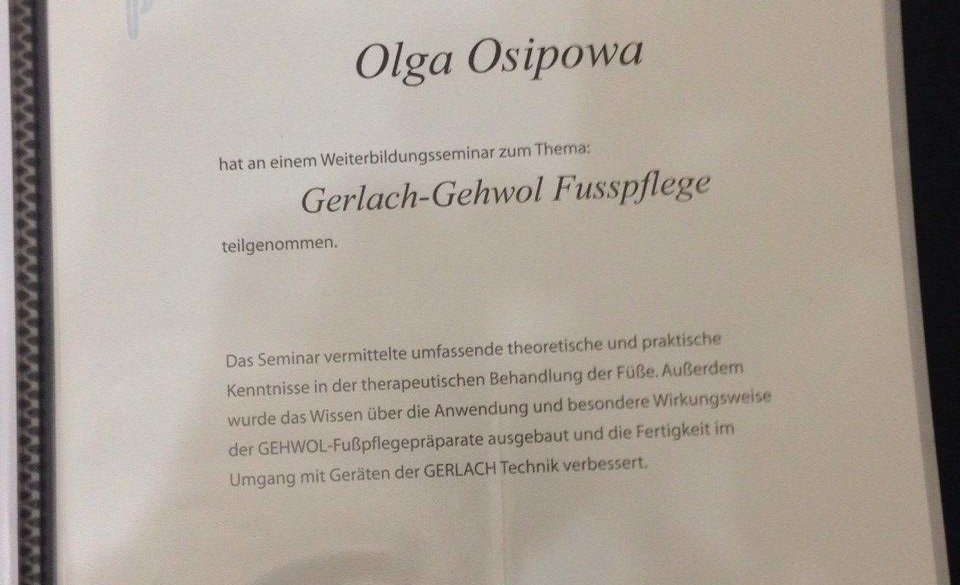 Olga Osipowa
hat an einem Weiterbildungsseminar zum Thema:
Gerlach-Gehwol Fusspflege
teilgenommen.
Das Seminar vermittelte umfassende theoretische und praktische
Kenntnisse in der therapeutischen Behandlung der Füße. Außerdem
wurde das Wissen über die Anwendung und besondere Wirkungsweise
der GEHWOL-Fußpflegepräparate ausgebaut und die Fertigkeit im
Umgang mit Geräten der GERLACH Technik verbessert.